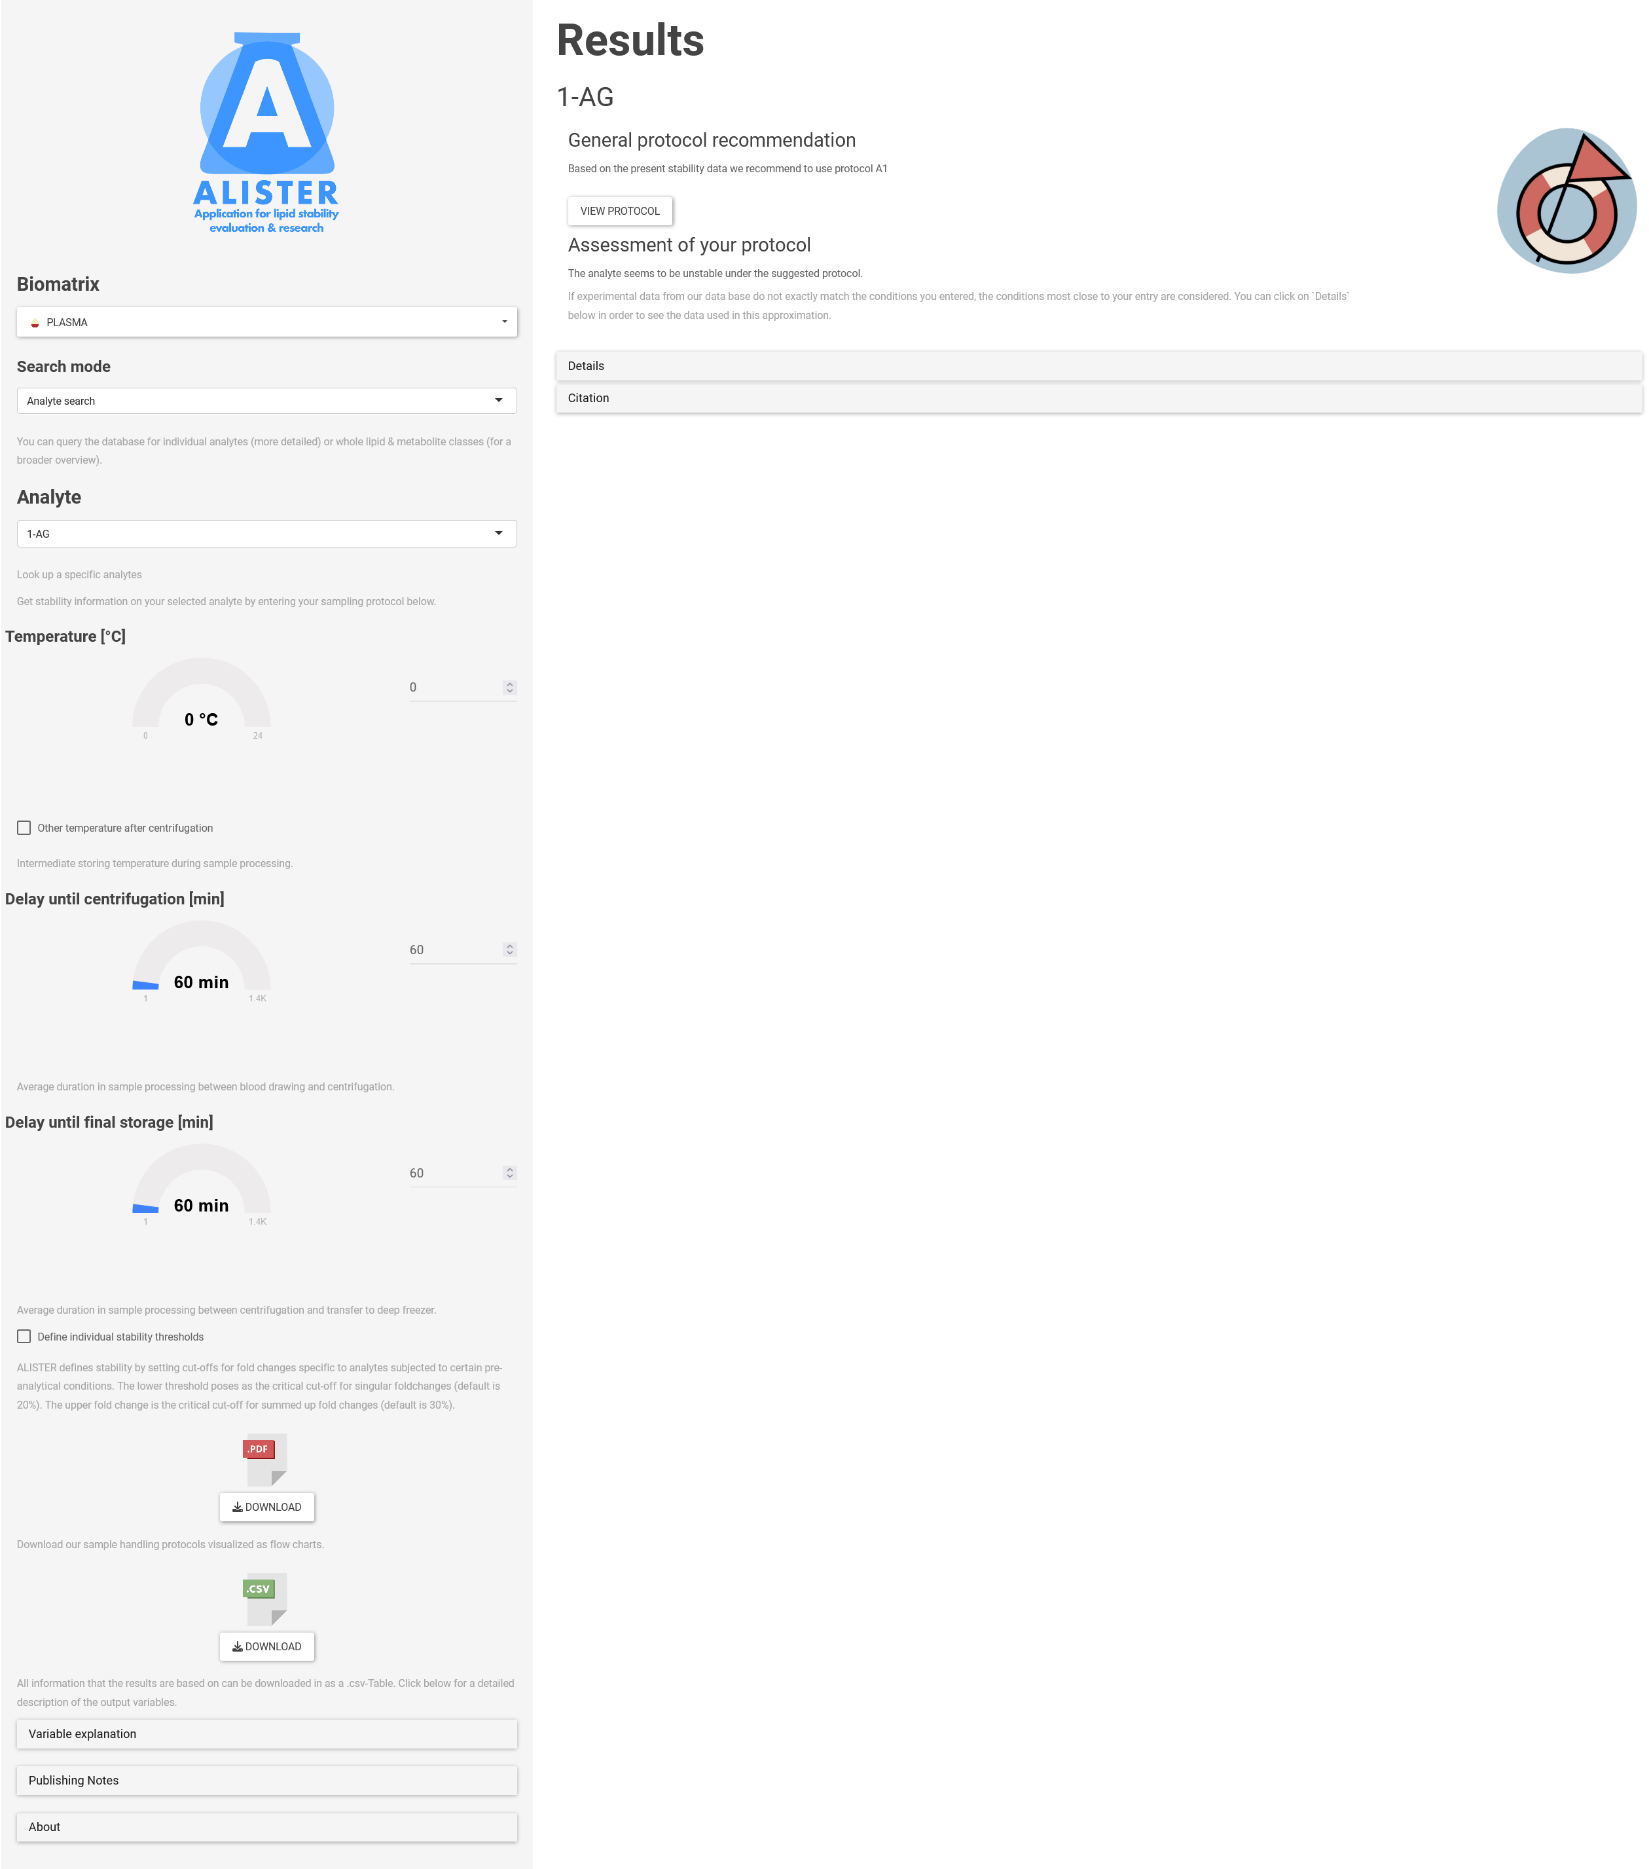 A
ALISTER
Application for lipid stability
evaluation & research
Biomatrix
PLASMA
Search mode
Analyte search
You can query the database for individual analytes (more detailed) or whole lipid & metabolite classes (for a
broader overview).
Analyte
1-AG
Look up a specific analytes
Get stability information on your selected analyte by entering your sampling protocol below.
Temperature [°C]
0
0 °C
0 24
Other temperature after centrifugation
Intermediate storing temperature during sample processing.
Delay until centrifugation [min]
60
60 min
1 1.4K
Average duration in sample processing between blood drawing and centrifugation.
Delay until final storage [min]
60
60 min
1 1.4K
Average duration in sample processing between centrifugation and transfer to deep freezer.
Define individual stability thresholds
ALISTER defines stability by setting cut-offs for fold changes specific to analytes subjected to certain pre-
analytical conditions. The lower threshold poses as the critical cut-off for singular foldchanges (default is
20%). The upper fold change is the critical cut-off for summed up fold changes (default is 30%).
.PDF
DOWNLOAD
Download our sample handling protocols visualized as flow charts.
.CSV
DOWNLOAD
All information that the results are based on can be downloaded in as a .csv-Table. Click below for a detailed
description of the output variables.
Variable explanation
Publishing Notes
About
Results
1-AG
General protocol recommendation
Based on the present stability data we recommend to use protocol A1
VIEW PROTOCOL
Assessment of your protocol
The analyte seems to be unstable under the suggested protocol.
If experimental data from our data base do not exactly match the conditions you entered, the conditions most close to your entry are considered. You can click on `Details`
below in order to see the data used in this approximation.
Details
Citation